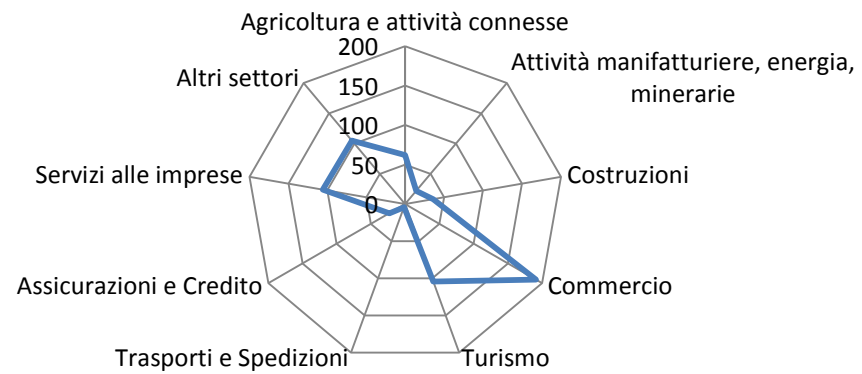 Agricoltura e attività connesse
200
150
100
50
0
Attività manifatturiere, energia,
minerarie
Costruzioni
Commercio
Turismo
Trasporti e Spedizioni
Assicurazioni e Credito
Servizi alle imprese
Altri settori